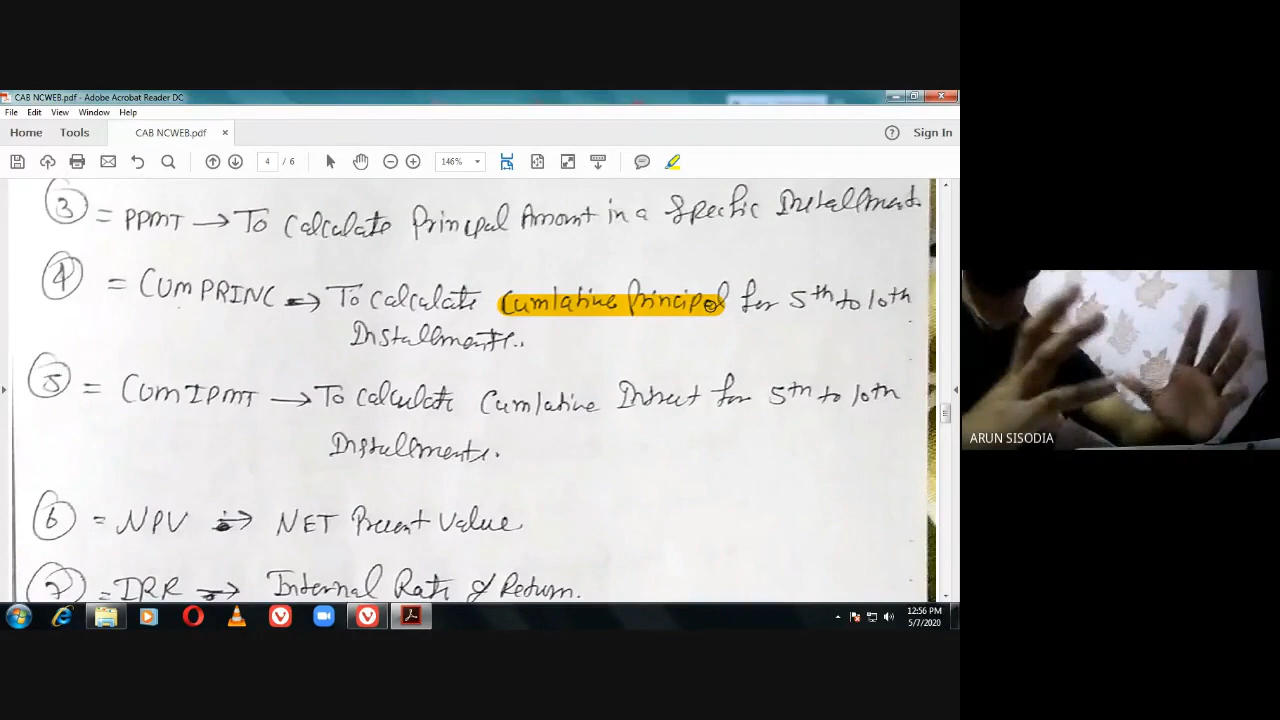 CAB NCWEB.pdf - Adobe Acrobat Reader DC
File Edit View Window Help
Home Tools CAB NCWEB.pdf × ? Sign In
4 / 6 146%
3 = PPMT → To Calculate Principal Amount in a Specific Installment
4 = CUMPRINC → To calculate Cumlative Principal for 5th to 10th
Installments.
5 = CUMIPMT → To calculate Cumlative Interest for 5th to 10th
Installments.
6 = NPV → NET Present Value
7 = IRR → Internal Rate of Return.
ARUN SISODIA
12:56 PM
5/7/2020